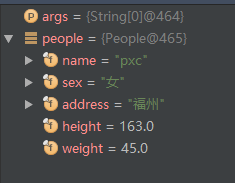 args = {String[0]@464}
people = {People@465}
name = "pxc"
sex = "女"
address = "福州"
height = 163.0
weight = 45.0